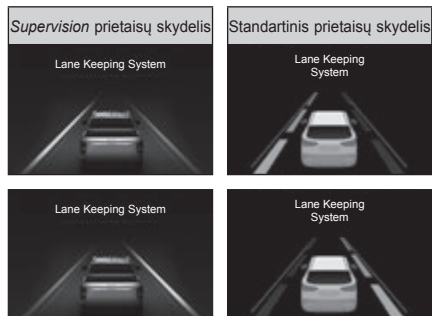 Supervision prietaisų skydelis
Standartinis prietaisų skydelis
Lane Keeping System
Lane Keeping
System
Lane Keeping System
Lane Keeping
System